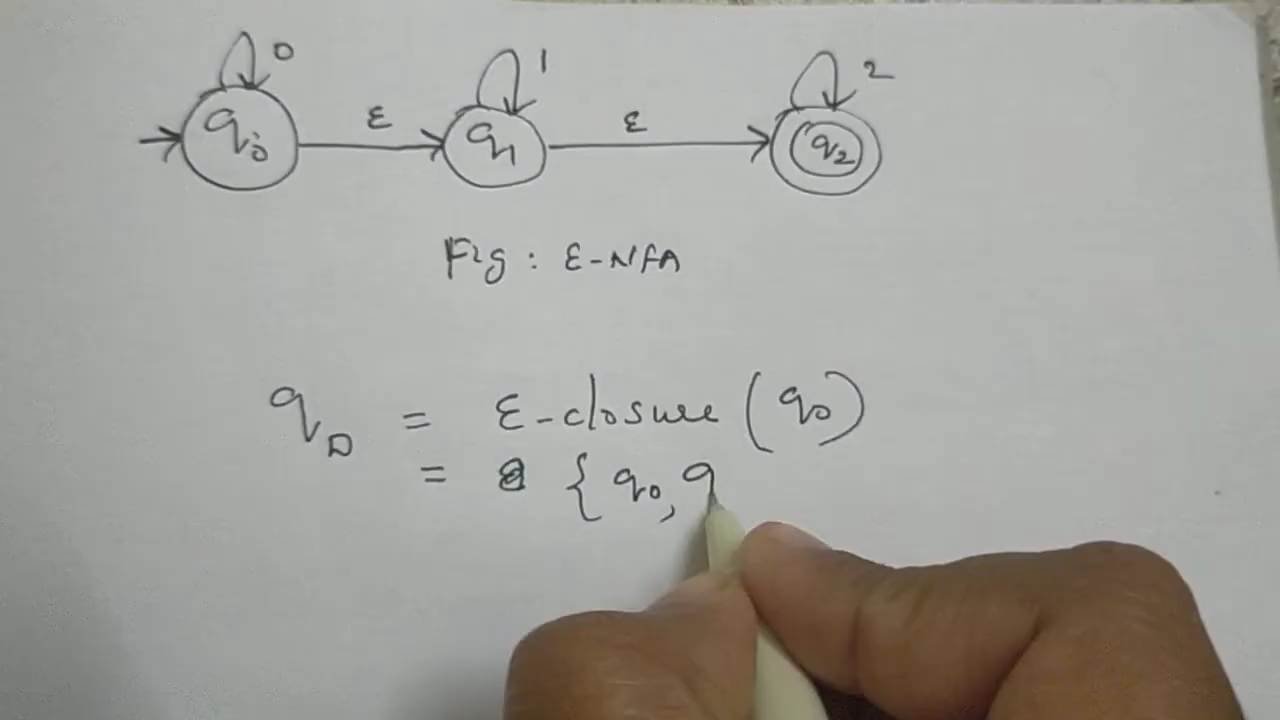 0 1 2
ε ε
q0 q1 q2
Fig : ε-NFA
qD = ε-closure (q0)
= { q0, q